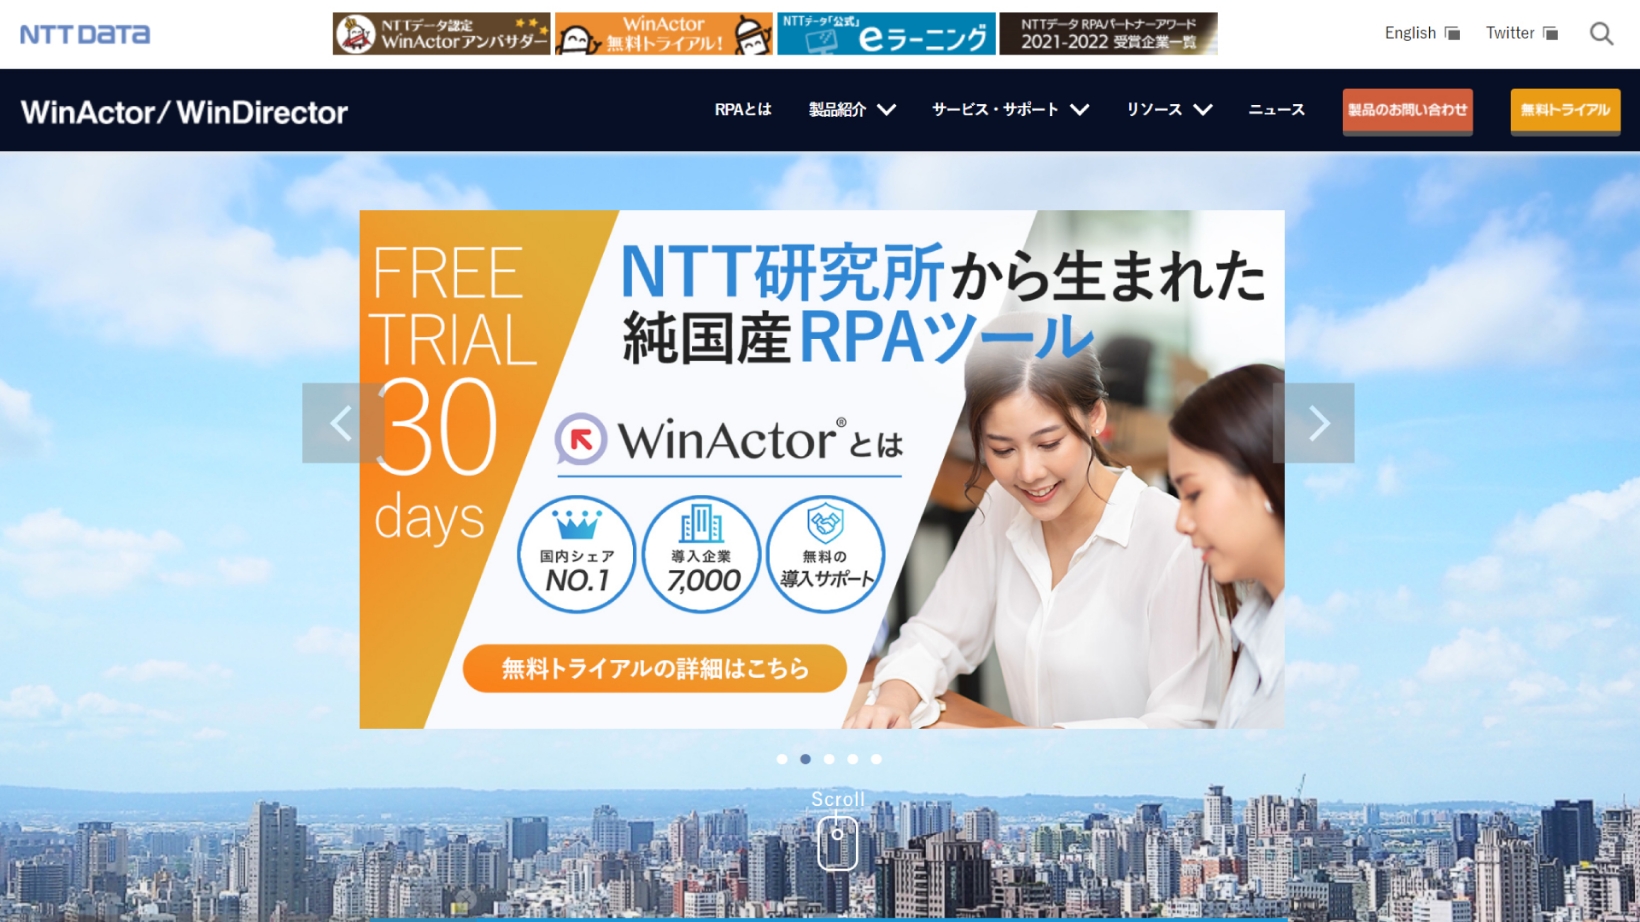 NTT DATA
NTTデータ認定
WinActorアンバサダー
WinActor
無料トライアル!
NTTデータ「公式」
eラーニング
NTTデータ RPAパートナーアワード
2021-2022 受賞企業一覧
English
Twitter
WinActor/ WinDirector
RPAとは
製品紹介
サービス・サポート
リソース
ニュース
製品のお問い合わせ
無料トライアル
FREE
TRIAL
30
days
NTT研究所から生まれた
純国産RPAツール
WinActor®とは
国内シェア
NO.1
導入企業
7,000
無料の
導入サポート
無料トライアルの詳細はこちら
Scroll